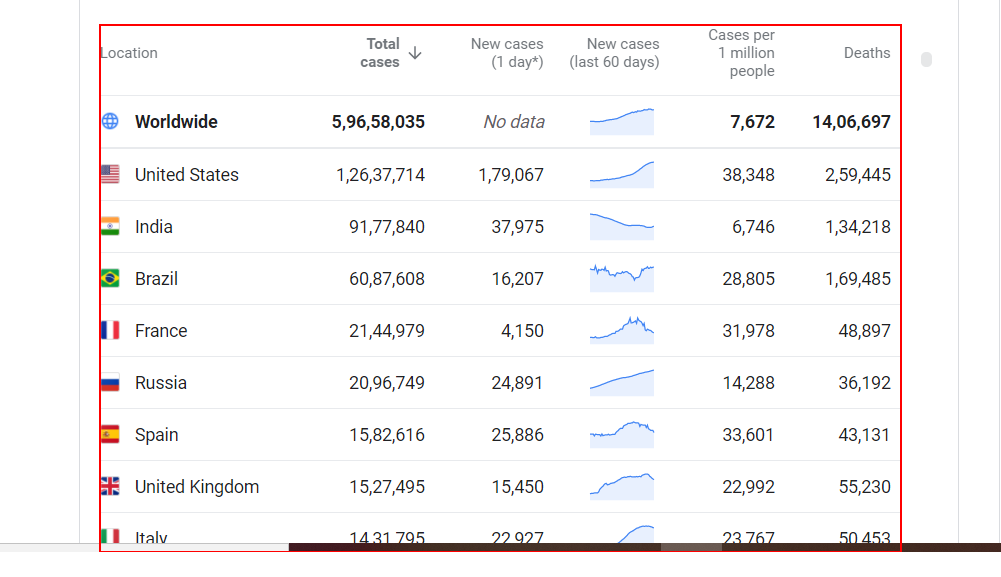 Location Total cases ↓ New cases (1 day*) New cases (last 60 days) Cases per 1 million people Deaths
Worldwide 5,96,58,035 No data 7,672 14,06,697
United States 1,26,37,714 1,79,067 38,348 2,59,445
India 91,77,840 37,975 6,746 1,34,218
Brazil 60,87,608 16,207 28,805 1,69,485
France 21,44,979 4,150 31,978 48,897
Russia 20,96,749 24,891 14,288 36,192
Spain 15,82,616 25,886 33,601 43,131
United Kingdom 15,27,495 15,450 22,992 55,230
Italy 14,31,795 22,927 23,767 50,453